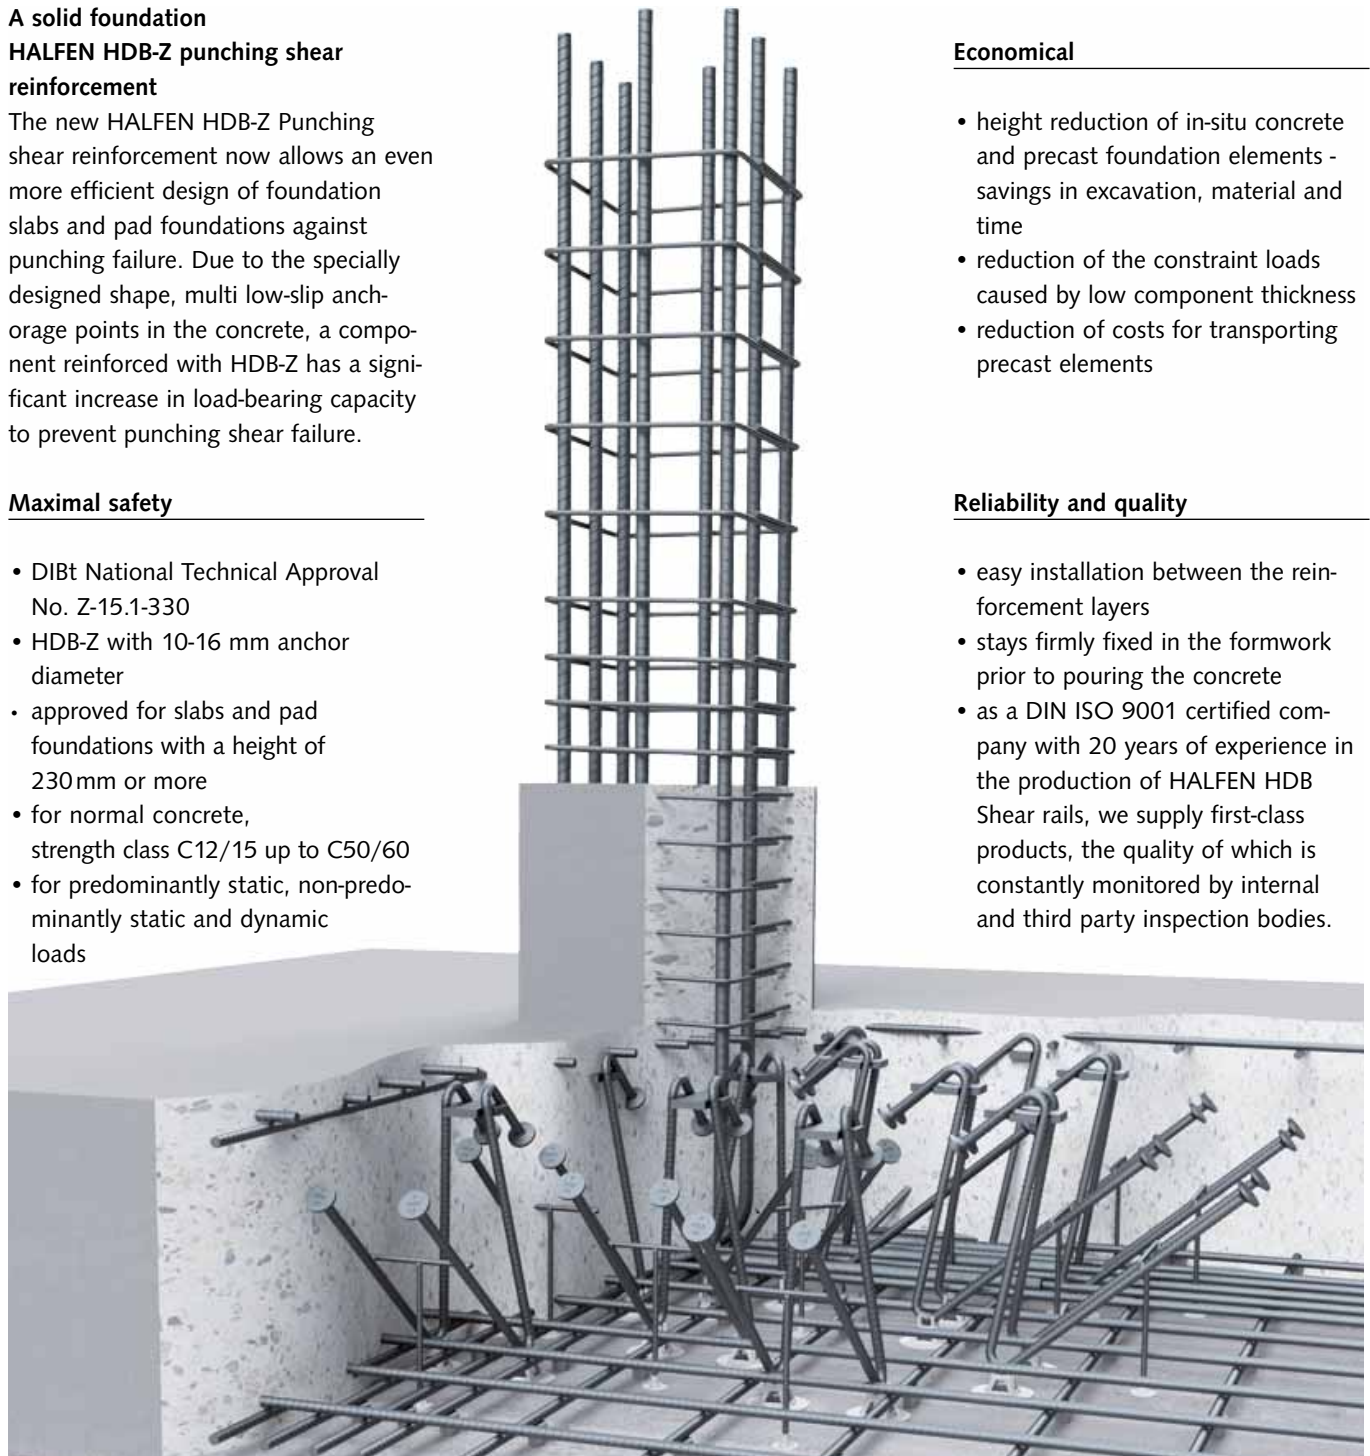 A solid foundation
HALFEN HDB-Z punching shear
reinforcement
The new HALFEN HDB-Z Punching
shear reinforcement now allows an even
more efficient design of foundation
slabs and pad foundations against
punching failure. Due to the specially
designed shape, multi low-slip anch-
orage points in the concrete, a compo-
nent reinforced with HDB-Z has a signi-
ficant increase in load-bearing capacity
to prevent punching shear failure.
Maximal safety
• DIBt National Technical Approval
No. Z-15.1-330
• HDB-Z with 10-16 mm anchor
diameter
• approved for slabs and pad
foundations with a height of
230 mm or more
• for normal concrete,
strength class C12/15 up to C50/60
• for predominantly static, non-predo-
minantly static and dynamic
loads
Economical
• height reduction of in-situ concrete
and precast foundation elements -
savings in excavation, material and
time
• reduction of the constraint loads
caused by low component thickness
• reduction of costs for transporting
precast elements
Reliability and quality
• easy installation between the rein-
forcement layers
• stays firmly fixed in the formwork
prior to pouring the concrete
• as a DIN ISO 9001 certified com-
pany with 20 years of experience in
the production of HALFEN HDB
Shear rails, we supply first-class
products, the quality of which is
constantly monitored by internal
and third party inspection bodies.